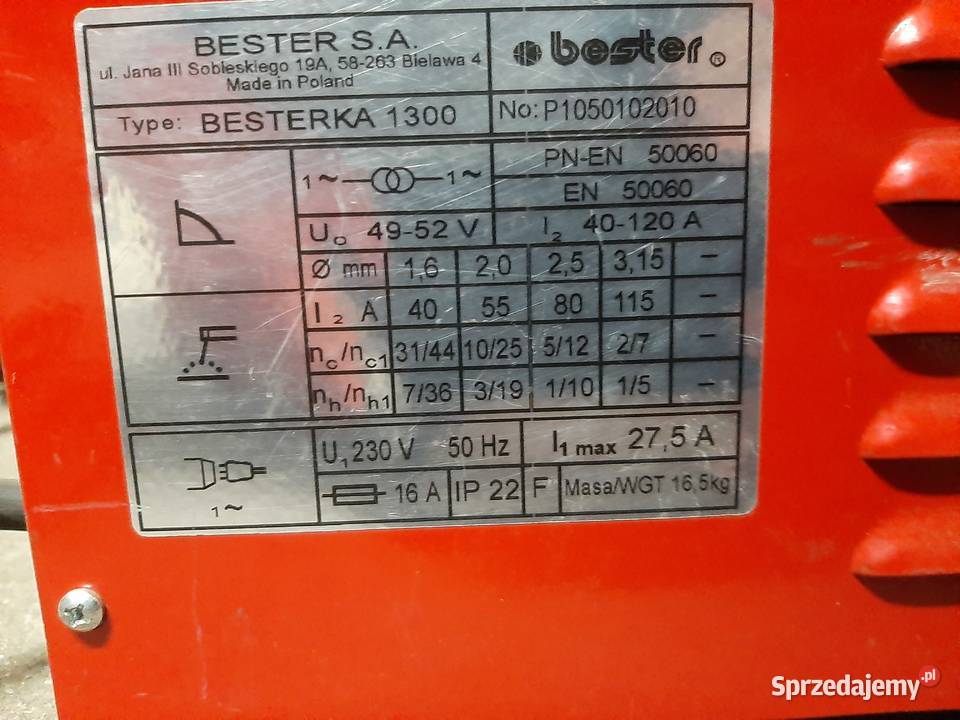 BESTER S.A.
ul. Jana III Sobieskiego 19A, 58-263 Bielawa 4
Made in Poland
bester ®
Type: BESTERKA 1300
No: P1050102010
1~ 1~
PN-EN 50060
EN 50060
U₀ 49-52 V
I₂ 40-120 A
Ø mm 1,6 2,0 2,5 3,15 –
I₂ A 40 55 80 115 –
nc/nc1 31/44 10/25 5/12 2/7 –
nh/nh1 7/36 3/19 1/10 1/5 –
U₁ 230 V 50 Hz
I₁ max 27,5 A
1~
16 A IP 22 F Masa/WGT 16,5kg
Sprzedajemy.pl